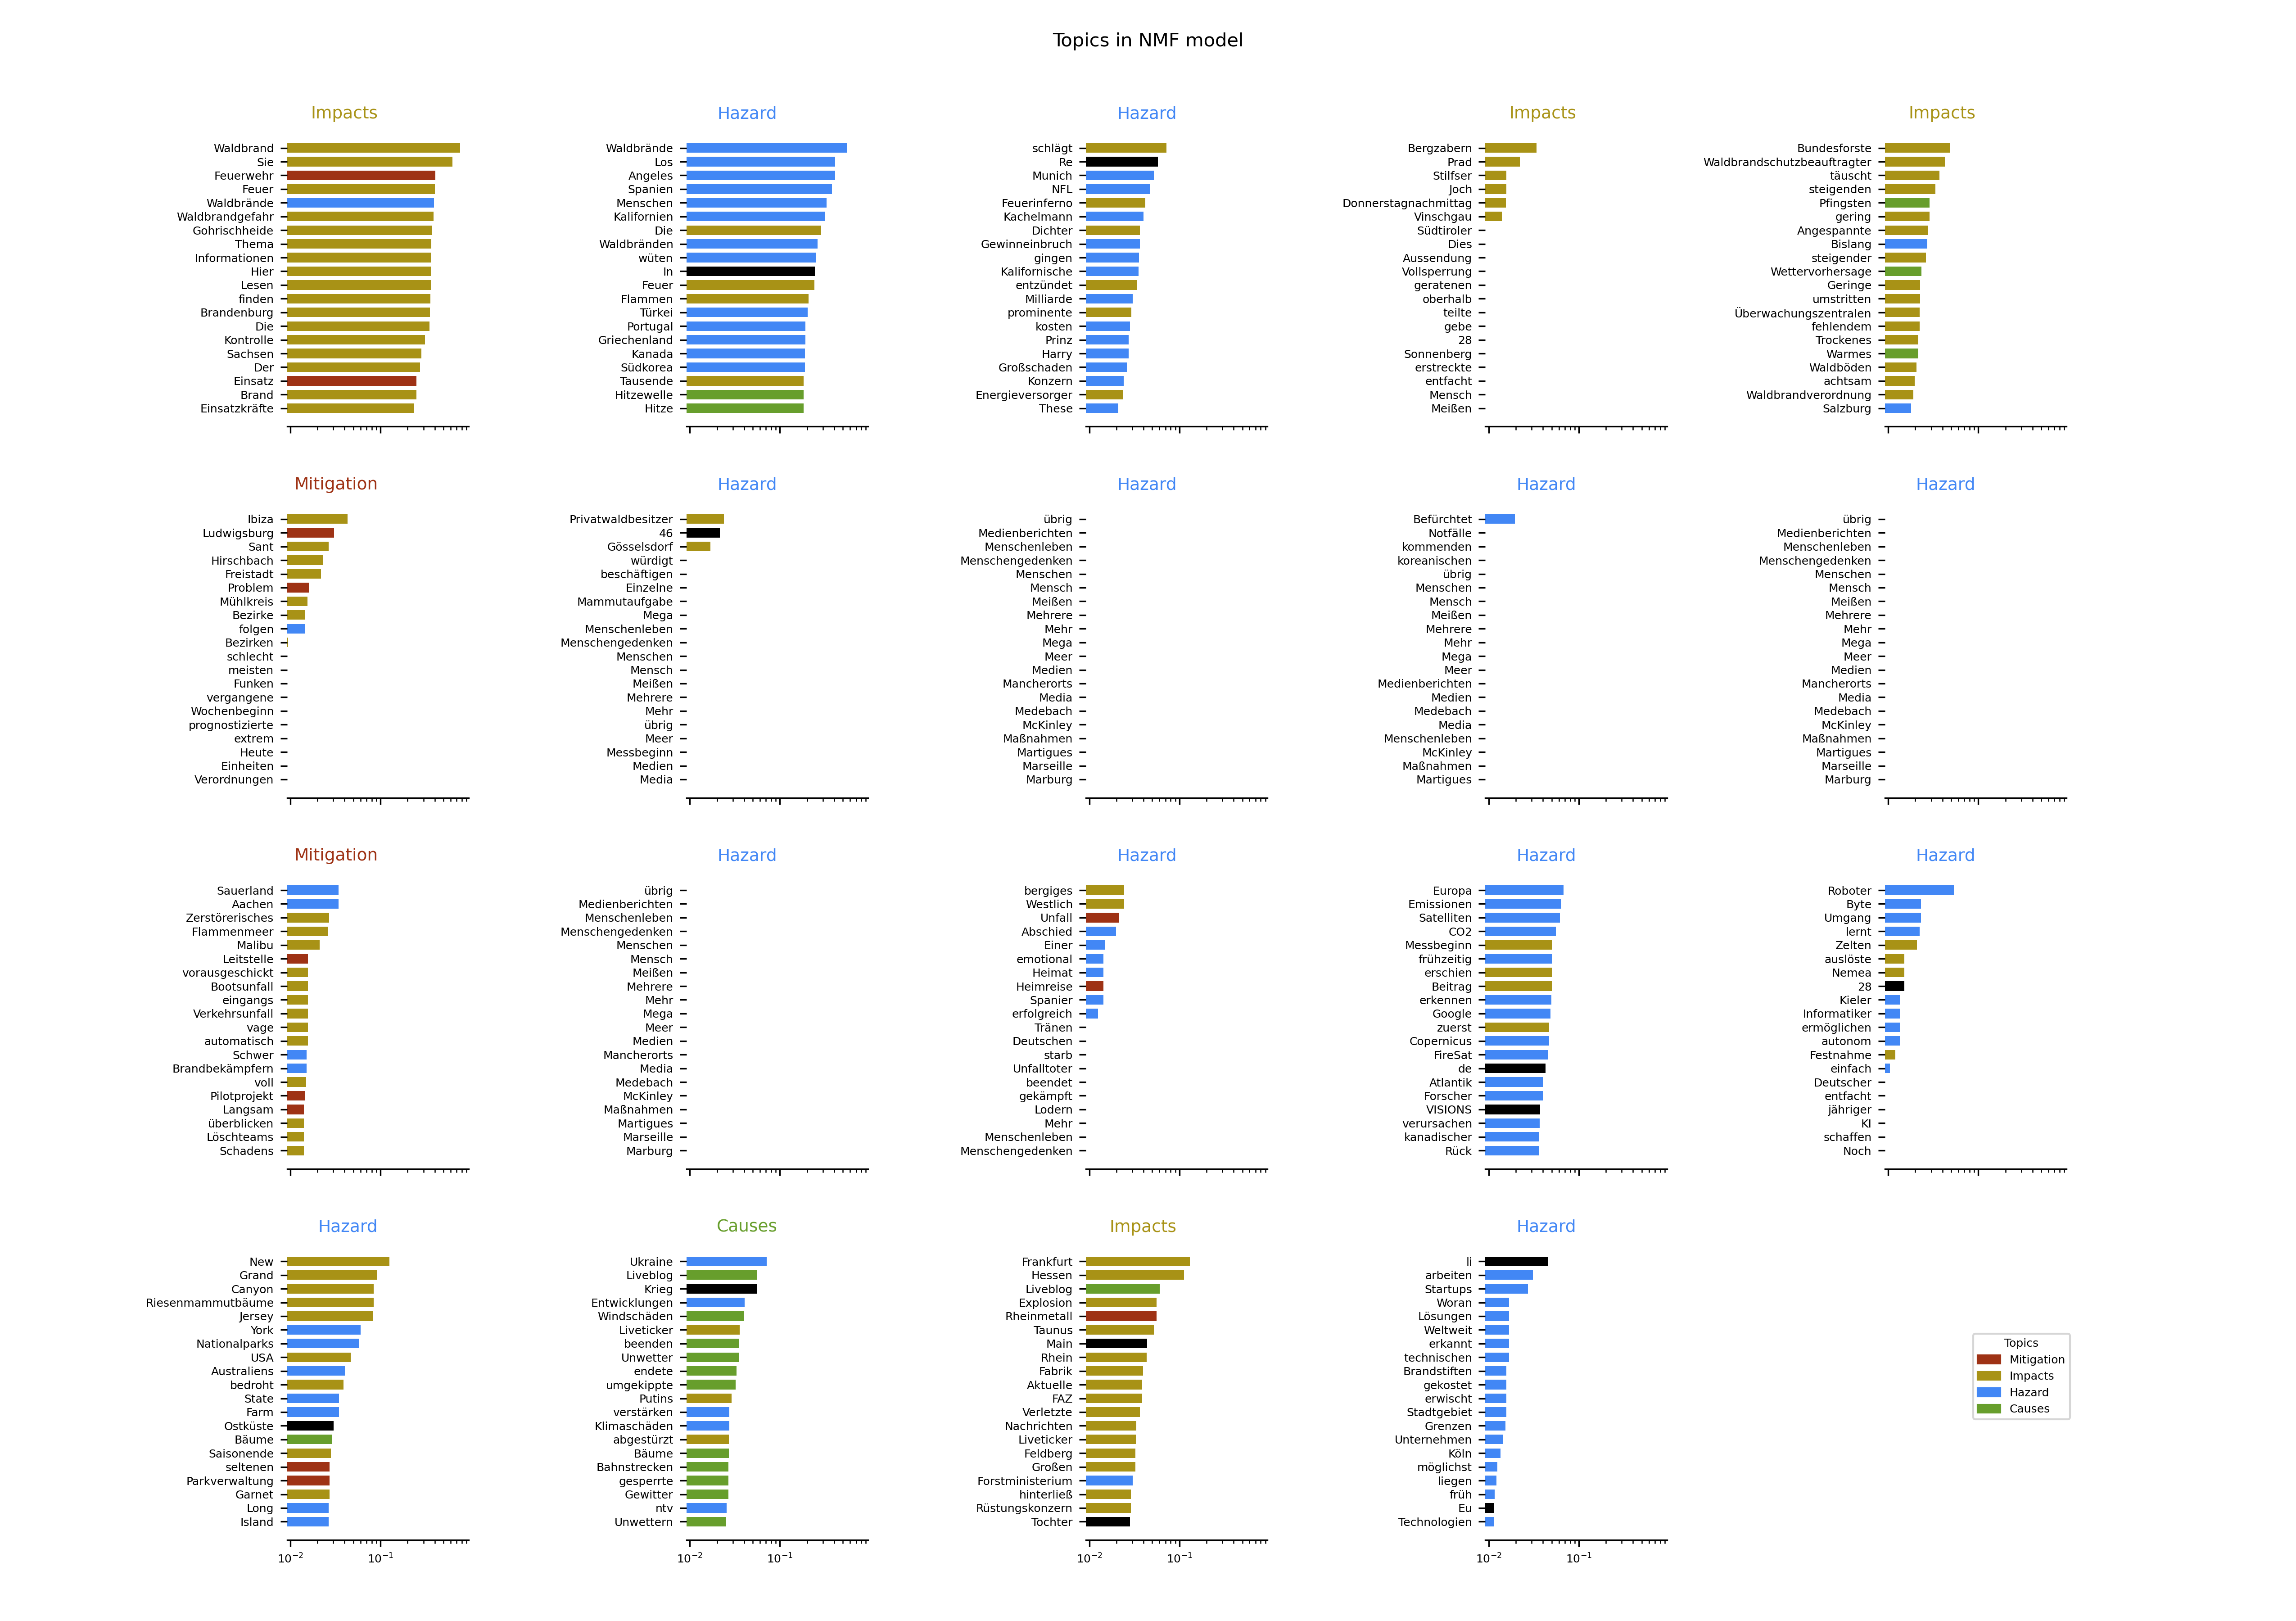 Topics in NMF model
Impacts
Waldbrand
Sie
Feuerwehr
Feuer
Waldbrände
Waldbrandgefahr
Gohrischheide
Thema
Informationen
Hier
Lesen
finden
Brandenburg
Die
Kontrolle
Sachsen
Der
Einsatz
Brand
Einsatzkräfte
Hazard
Waldbrände
Los
Angeles
Spanien
Menschen
Kalifornien
Die
Waldbränden
wüten
In
Feuer
Flammen
Türkei
Portugal
Griechenland
Kanada
Südkorea
Tausende
Hitzewelle
Hitze
Hazard
schlägt
Re
Munich
NFL
Feuerinferno
Kachelmann
Dichter
Gewinneinbruch
gingen
Kalifornische
entzündet
Milliarde
prominente
kosten
Prinz
Harry
Großschaden
Konzern
Energieversorger
These
Impacts
Bergzabern
Prad
Stilfser
Joch
Donnerstagnachmittag
Vinschgau
Südtiroler
Dies
Aussendung
Vollsperrung
geratenen
oberhalb
teilte
gebe
28
Sonnenberg
erstreckte
entfacht
Mensch
Meißen
Impacts
Bundesforste
Waldbrandschutzbeauftragter
täuscht
steigenden
Pfingsten
gering
Angespannte
Bislang
steigender
Wettervorhersage
Geringe
umstritten
Überwachungszentralen
fehlendem
Trockenes
Warmes
Waldböden
achtsam
Waldbrandverordnung
Salzburg
Mitigation
Ibiza
Ludwigsburg
Sant
Hirschbach
Freistadt
Problem
Mühlkreis
Bezirke
folgen
Bezirken
schlecht
meisten
Funken
vergangene
Wochenbeginn
prognostizierte
extrem
Heute
Einheiten
Verordnungen
Hazard
Privatwaldbesitzer
46
Gösselsdorf
würdigt
beschäftigen
Einzelne
Mammutaufgabe
Mega
Menschenleben
Menschengedenken
Menschen
Mensch
Meißen
Mehrere
Mehr
übrig
Meer
Messbeginn
Medien
Media
Hazard
übrig
Medienberichten
Menschenleben
Menschengedenken
Menschen
Mensch
Meißen
Mehrere
Mehr
Mega
Meer
Medien
Mancherorts
Media
Medebach
McKinley
Maßnahmen
Martigues
Marseille
Marburg
Hazard
Befürchtet
Notfälle
kommenden
koreanischen
übrig
Menschen
Mensch
Meißen
Mehrere
Mehr
Mega
Meer
Medienberichten
Medien
Medebach
Media
Menschenleben
McKinley
Maßnahmen
Martigues
Hazard
übrig
Medienberichten
Menschenleben
Menschengedenken
Menschen
Mensch
Meißen
Mehrere
Mehr
Mega
Meer
Medien
Mancherorts
Media
Medebach
McKinley
Maßnahmen
Martigues
Marseille
Marburg
Mitigation
Sauerland
Aachen
Zerstörerisches
Flammenmeer
Malibu
Leitstelle
vorausgeschickt
Bootsunfall
eingangs
Verkehrsunfall
vage
automatisch
Schwer
Brandbekämpfern
voll
Pilotprojekt
Langsam
überblicken
Löschteams
Schadens
Hazard
übrig
Medienberichten
Menschenleben
Menschengedenken
Menschen
Mensch
Meißen
Mehrere
Mehr
Mega
Meer
Medien
Mancherorts
Media
Medebach
McKinley
Maßnahmen
Martigues
Marseille
Marburg
Hazard
bergiges
Westlich
Unfall
Abschied
Einer
emotional
Heimat
Heimreise
Spanier
erfolgreich
Tränen
Deutschen
starb
Unfalltoter
beendet
gekämpft
Lodern
Mehr
Menschenleben
Menschengedenken
Hazard
Europa
Emissionen
Satelliten
CO2
Messbeginn
frühzeitig
erschien
Beitrag
erkennen
Google
zuerst
Copernicus
FireSat
de
Atlantik
Forscher
VISIONS
verursachen
kanadischer
Rück
Hazard
Roboter
Byte
Umgang
lernt
Zelten
auslöste
Nemea
28
Kieler
Informatiker
ermöglichen
autonom
Festnahme
einfach
Deutscher
entfacht
jähriger
KI
schaffen
Noch
Hazard
New
Grand
Canyon
Riesenmammutbäume
Jersey
York
Nationalparks
USA
Australiens
bedroht
State
Farm
Ostküste
Bäume
Saisonende
seltenen
Parkverwaltung
Garnet
Long
Island
10⁻² 10⁻¹
Causes
Ukraine
Liveblog
Krieg
Entwicklungen
Windschäden
Liveticker
beenden
Unwetter
endete
umgekippte
Putins
verstärken
Klimaschäden
abgestürzt
Bäume
Bahnstrecken
gesperrte
Gewitter
ntv
Unwettern
10⁻² 10⁻¹
Impacts
Frankfurt
Hessen
Liveblog
Explosion
Rheinmetall
Taunus
Main
Rhein
Fabrik
Aktuelle
FAZ
Verletzte
Nachrichten
Liveticker
Feldberg
Großen
Forstministerium
hinterließ
Rüstungskonzern
Tochter
10⁻² 10⁻¹
Hazard
li
arbeiten
Startups
Woran
Lösungen
Weltweit
erkannt
technischen
Brandstiften
gekostet
erwischt
Stadtgebiet
Grenzen
Unternehmen
Köln
möglichst
liegen
früh
Eu
Technologien
10⁻² 10⁻¹
Topics
Mitigation
Impacts
Hazard
Causes